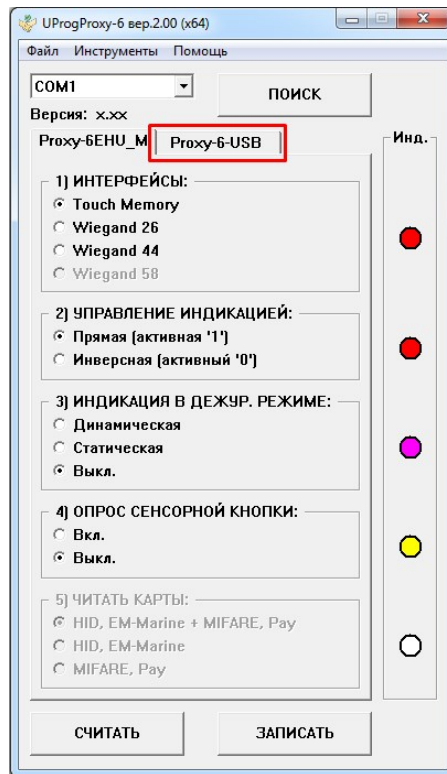 UProgProxy-6 вер.2.00 (x64)
Файл Инструменты Помощь
COM1
ПОИСК
Версия: x.xx
Proxy-6EHU_M
Proxy-6-USB
Инд.
1) ИНТЕРФЕЙСЫ:
Touch Memory
Wiegand 26
Wiegand 44
Wiegand 58
2) УПРАВЛЕНИЕ ИНДИКАЦИЕЙ:
Прямая (активная '1')
Инверсная (активный '0')
3) ИНДИКАЦИЯ В ДЕЖУР. РЕЖИМЕ:
Динамическая
Статическая
Выкл.
4) ОПРОС СЕНСОРНОЙ КНОПКИ:
Вкл.
Выкл.
5) ЧИТАТЬ КАРТЫ:
HID, EM-Marine + MIFARE, Pay
HID, EM-Marine
MIFARE, Pay
СЧИТАТЬ
ЗАПИСАТЬ